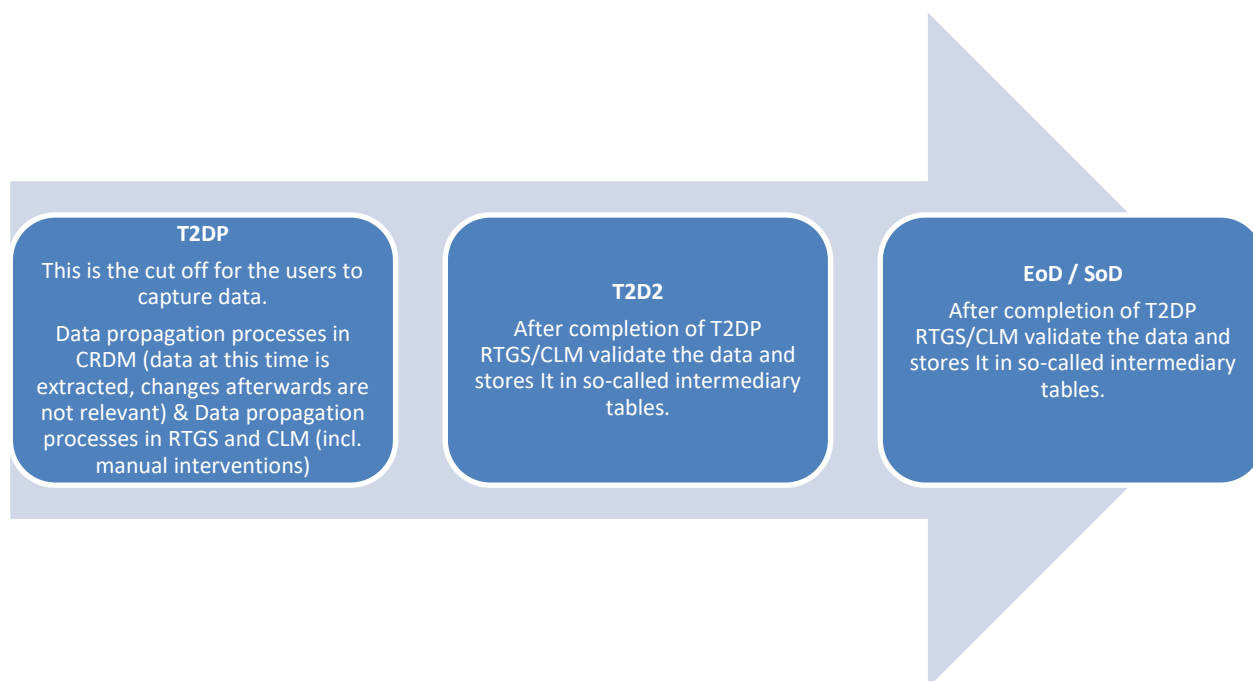 T2DP
This is the cut off for the users to
capture data.
Data propagation processes in
CRDM (data at this time is
extracted, changes afterwards are
not relevant) & Data propagation
processes in RTGS and CLM (incl.
manual interventions)
T2D2
After completion of T2DP
RTGS/CLM validate the data and
stores It in so-called intermediary
tables.
EoD / SoD
After completion of T2DP
RTGS/CLM validate the data and
stores It in so-called intermediary
tables.